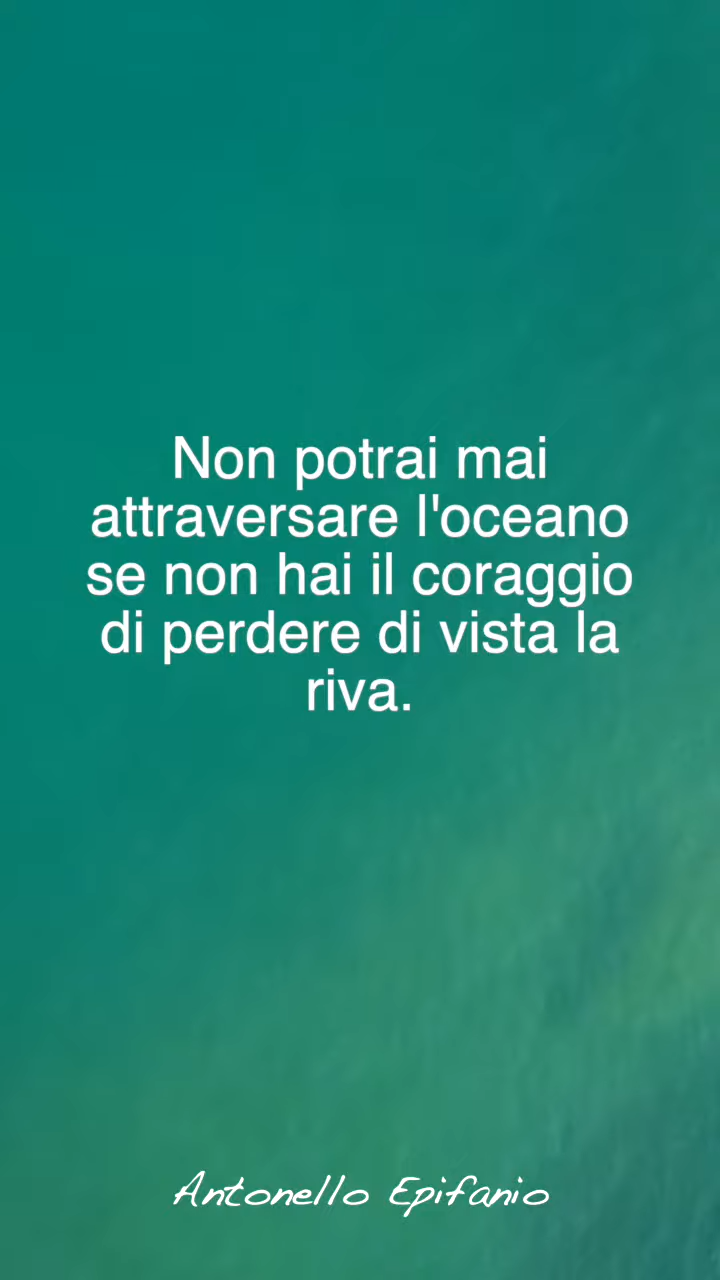 Non potrai mai
attraversare l'oceano
se non hai il coraggio
di perdere di vista la
riva.
Antonello Epifanio